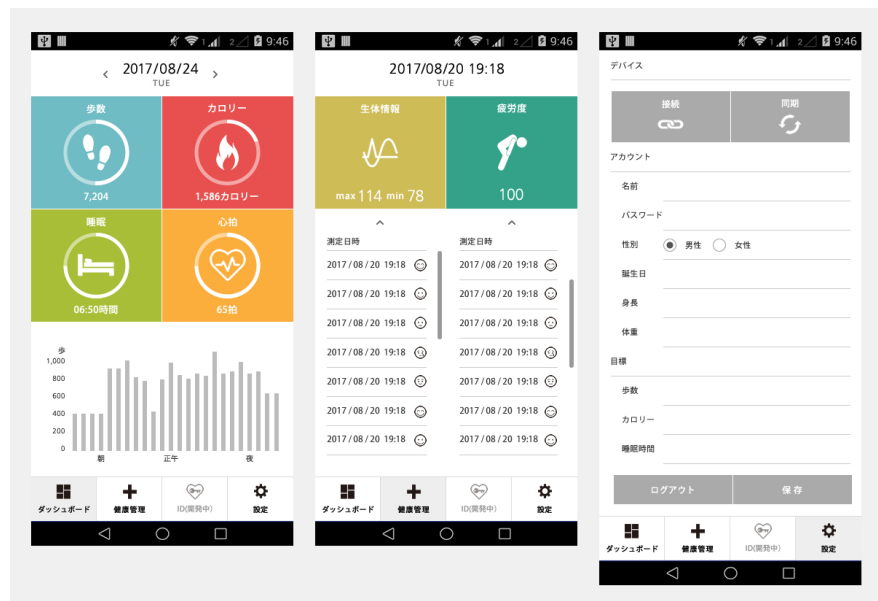 1 2 9:46
2017/08/24
TUE
歩数
カロリー
7,204
1,586カロリー
睡眠
心拍
06:50時間
65拍
歩
1,000
800
600
400
200
0
朝 正午 夜
ダッシュボード 健康管理 ID(開発中) 設定
1 2 9:46
2017/08/20 19:18
TUE
生体情報
疲労度
max 114 min 78
100
測定日時 測定日時
2017/08/20 19:18 2017/08/20 19:18
2017/08/20 19:18 2017/08/20 19:18
2017/08/20 19:18 2017/08/20 19:18
2017/08/20 19:18 2017/08/20 19:18
2017/08/20 19:18 2017/08/20 19:18
2017/08/20 19:18 2017/08/20 19:18
2017/08/20 19:18 2017/08/20 19:18
ダッシュボード 健康管理 ID(開発中) 設定
1 2 9:46
デバイス
接続 同期
アカウント
名前
パスワード
性別 男性 女性
誕生日
身長
体重
目標
歩数
カロリー
睡眠時間
ログアウト 保存
ダッシュボード 健康管理 ID(開発中) 設定